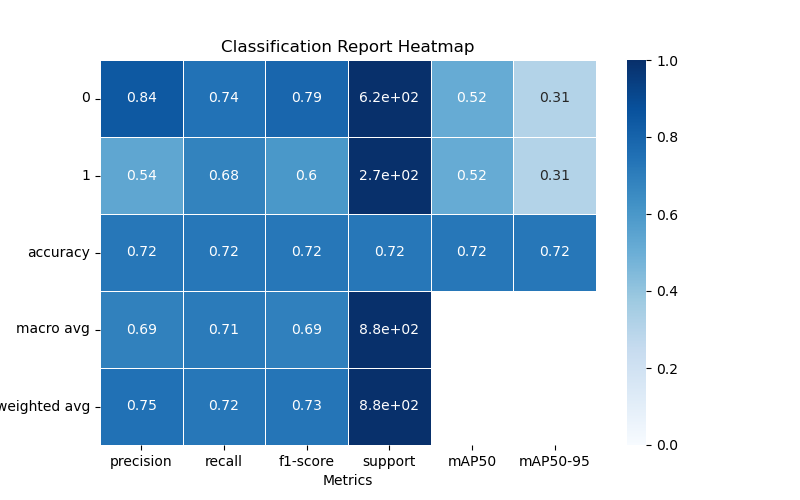 Classification Report Heatmap
0 0.84 0.74 0.79 6.2e+02 0.52 0.31
1 0.54 0.68 0.6 2.7e+02 0.52 0.31
accuracy 0.72 0.72 0.72 0.72 0.72 0.72
macro avg 0.69 0.71 0.69 8.8e+02
weighted avg 0.75 0.72 0.73 8.8e+02
precision recall f1-score support mAP50 mAP50-95
Metrics
1.0
0.8
0.6
0.4
0.2
0.0